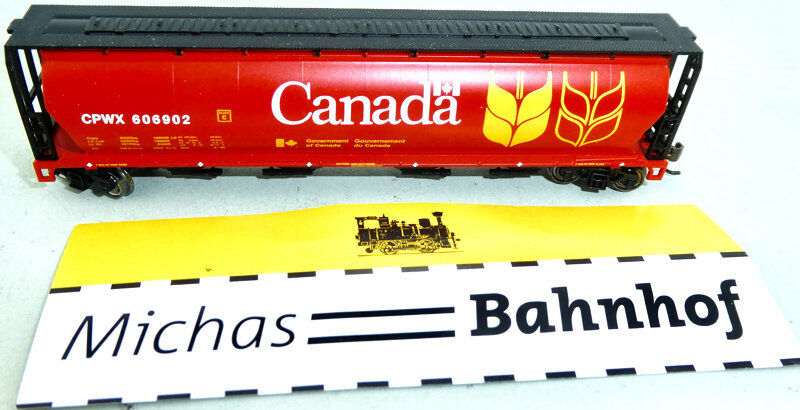 Canada
CPWX 606902
Government Gouvernement
of Canada du Canada
Michas Bahnhof